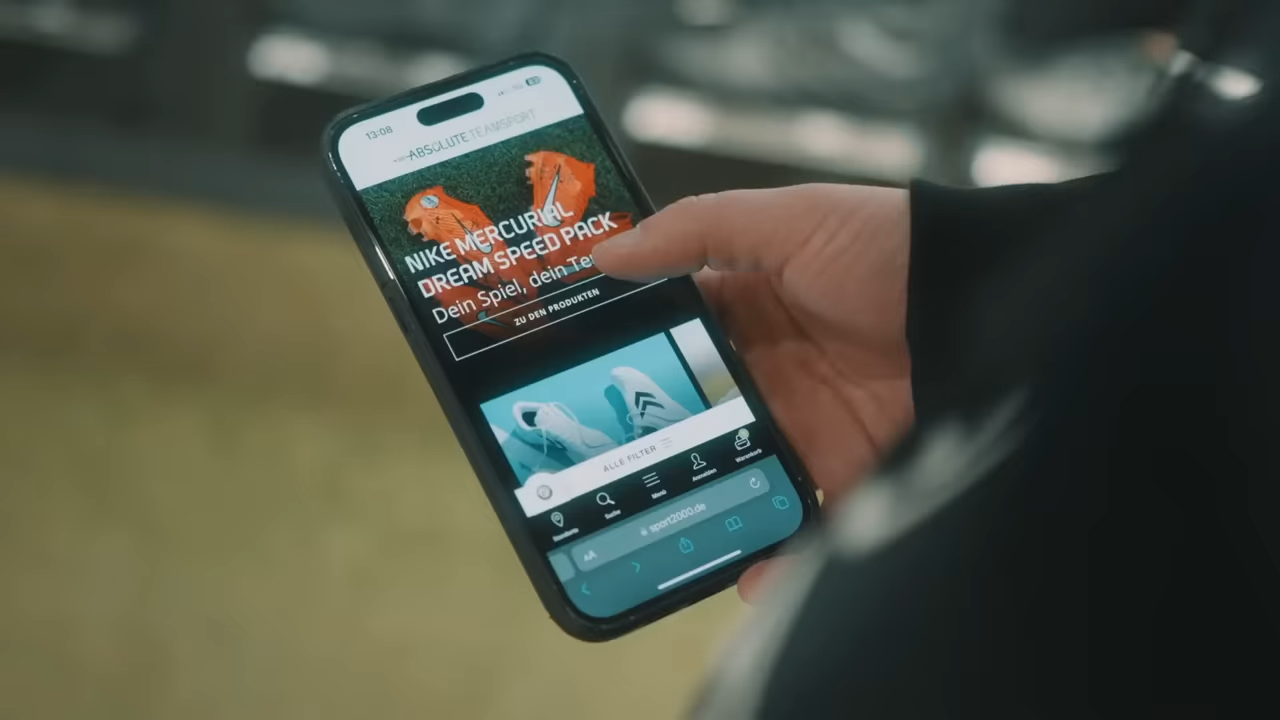 13:08
ABSOLUTE TEAMSPORT
NIKE MERCURIAL
DREAM SPEED PACK
Dein Spiel, dein
ZU DEN PRODUKTEN
ALLE FILTER
Suche
Menü
Anmelden
Warenkorb
AA
sport2000.de